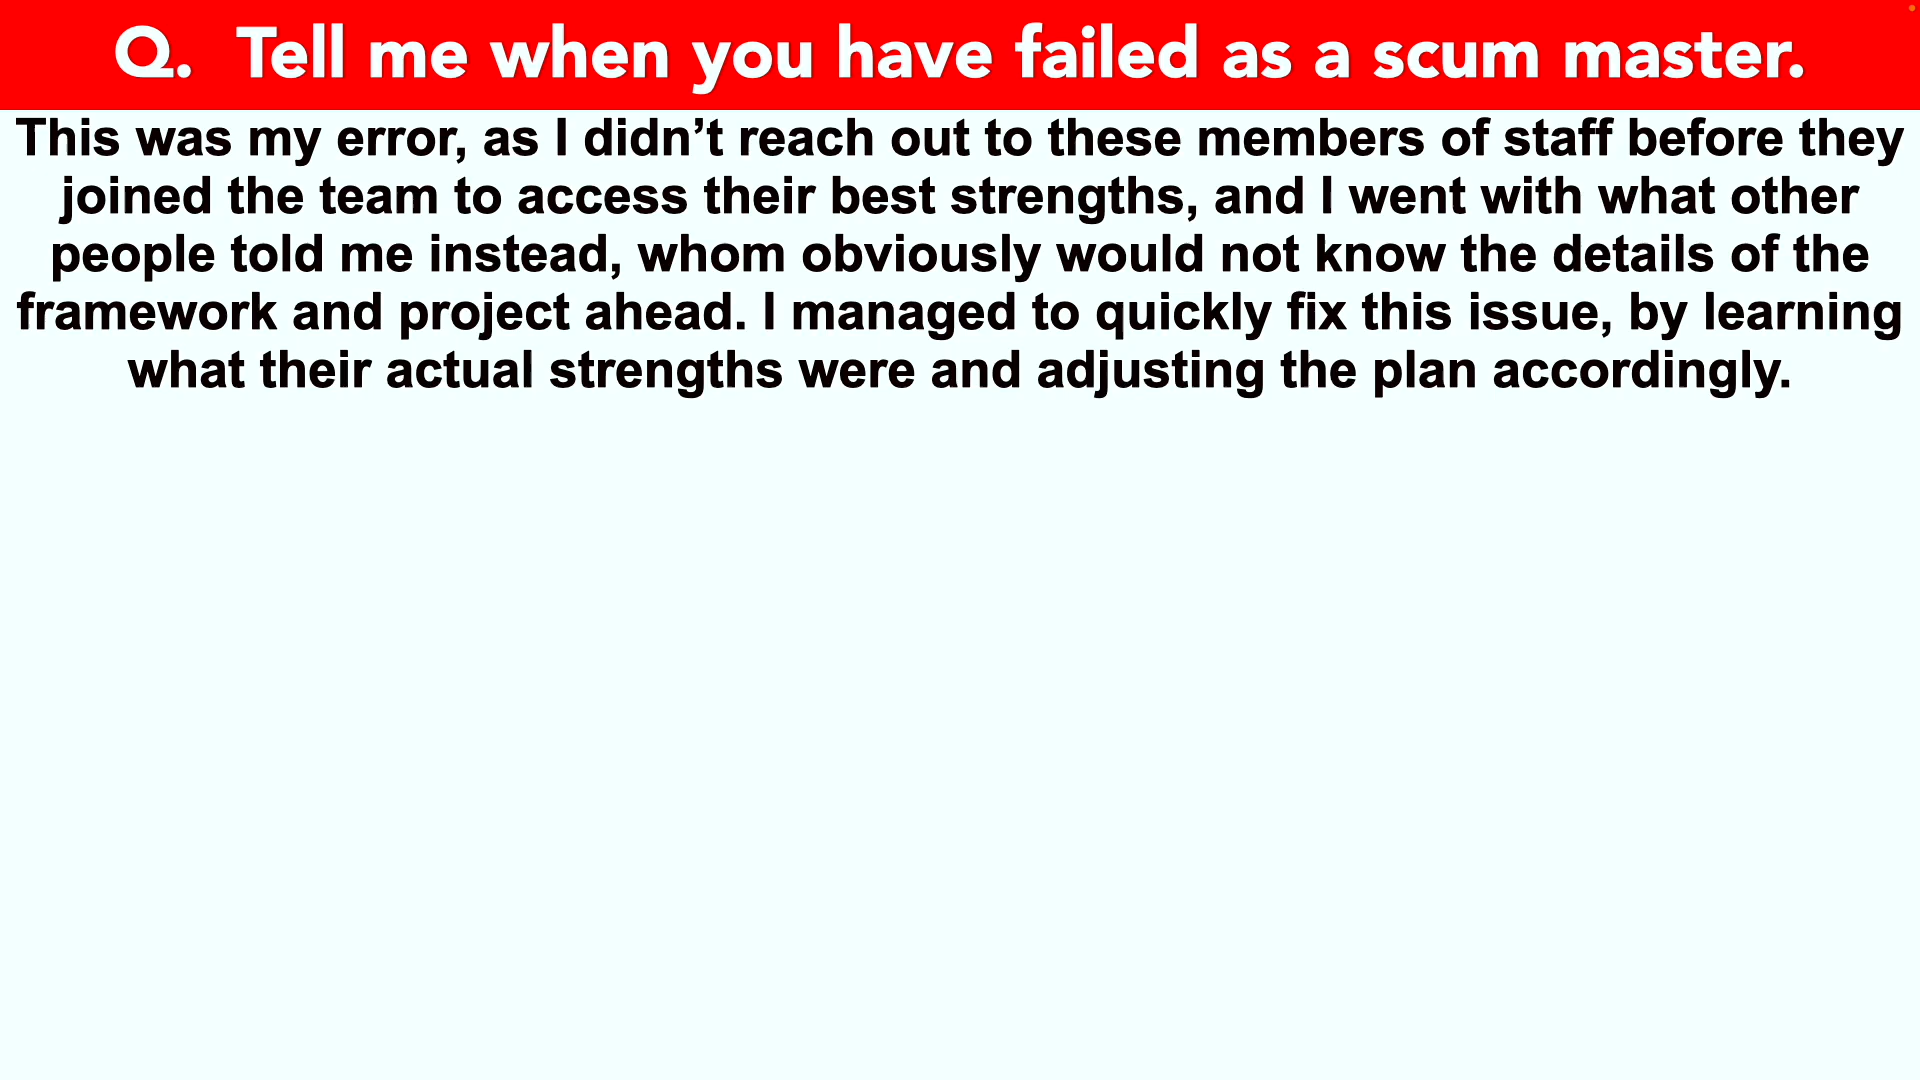 Q. Tell me when you have failed as a scum master.
This was my error, as I didn’t reach out to these members of staff before they
joined the team to access their best strengths, and I went with what other
people told me instead, whom obviously would not know the details of the
framework and project ahead. I managed to quickly fix this issue, by learning
what their actual strengths were and adjusting the plan accordingly.